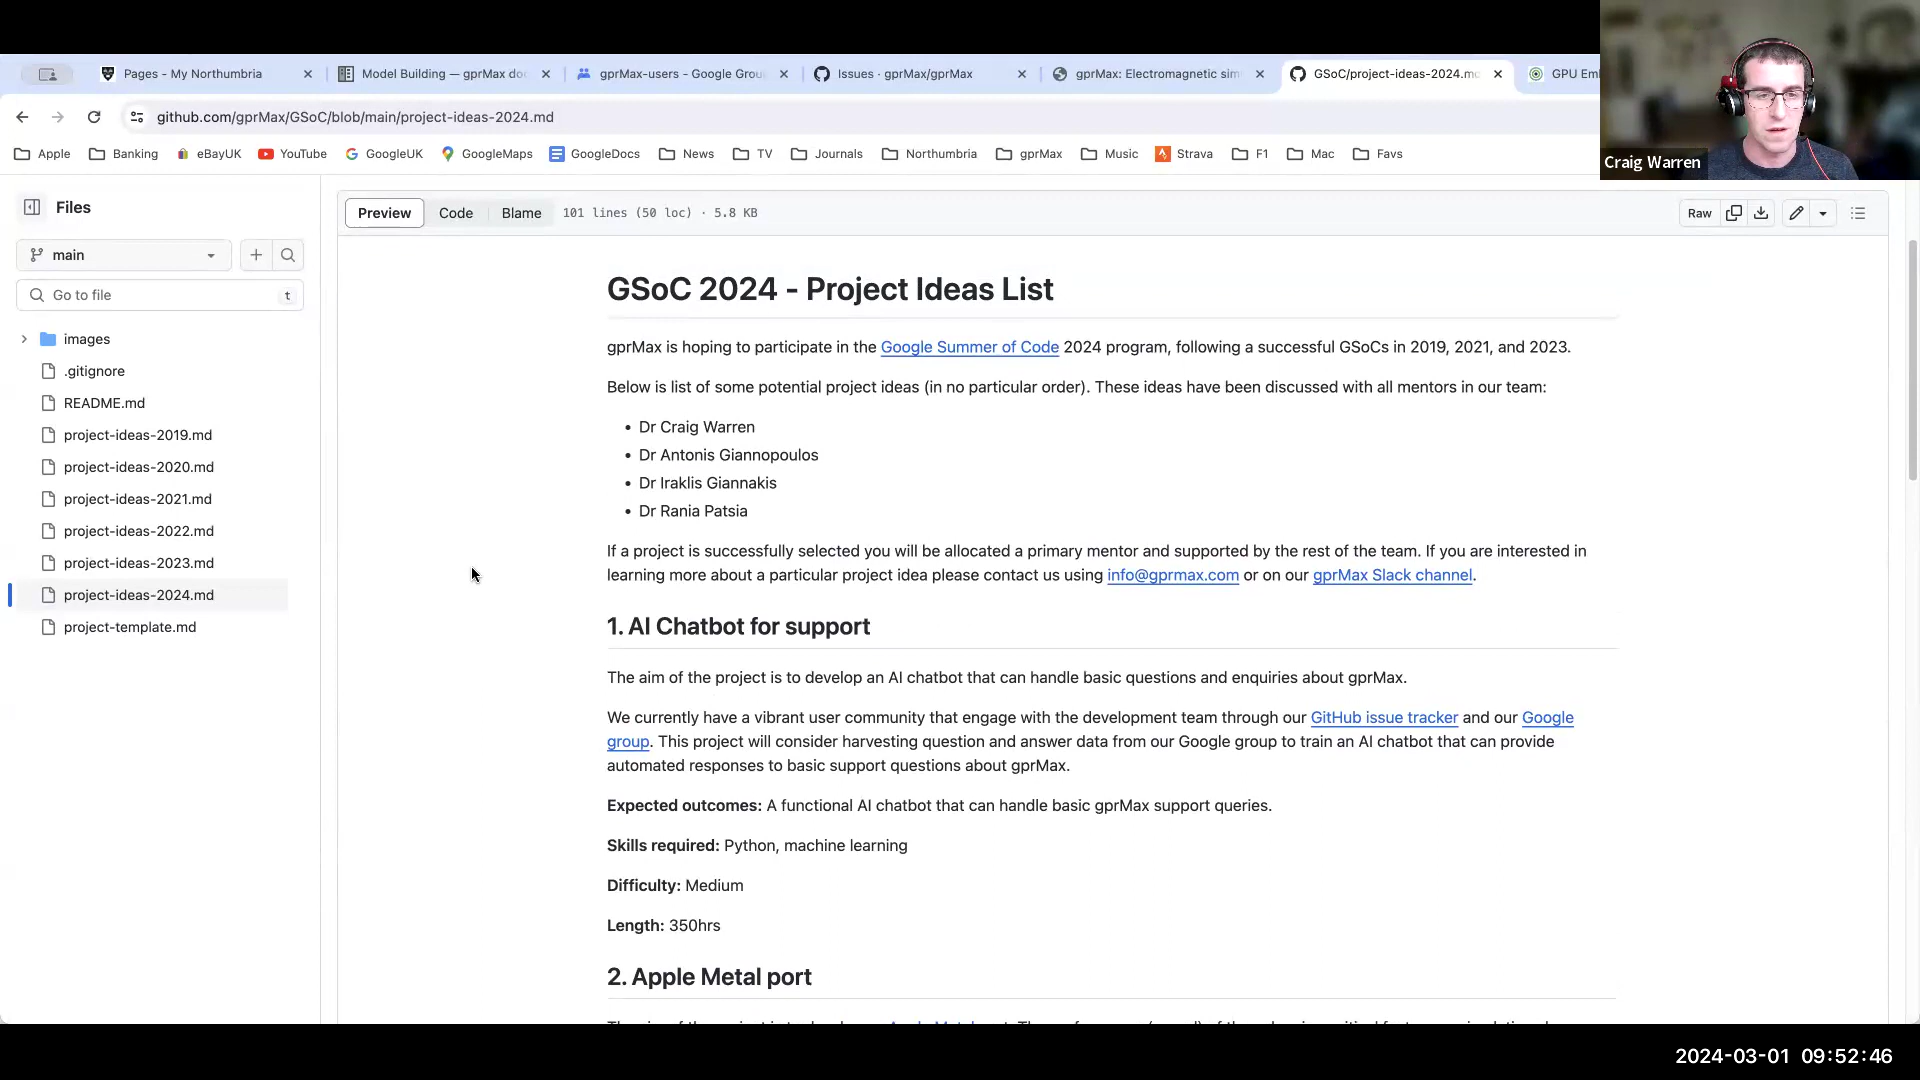 Pages - My Northumbria
Model Building — gprMax do
gprMax-users - Google Grou
Issues · gprMax/gprMax
gprMax: Electromagnetic sim
GSoC/project-ideas-2024.md
GPU Em
Craig Warren
github.com/gprMax/GSoC/blob/main/project-ideas-2024.md
Apple
Banking
eBayUK
YouTube
GoogleUK
GoogleMaps
GoogleDocs
News
TV
Journals
Northumbria
gprMax
Music
Strava
F1
Mac
Favs
Files
main
Go to file
t
images
.gitignore
README.md
project-ideas-2019.md
project-ideas-2020.md
project-ideas-2021.md
project-ideas-2022.md
project-ideas-2023.md
project-ideas-2024.md
project-template.md
Preview
Code
Blame
101 lines (50 loc) · 5.8 KB
Raw
GSoC 2024 - Project Ideas List
gprMax is hoping to participate in the Google Summer of Code 2024 program, following a successful GSoCs in 2019, 2021, and 2023.
Below is list of some potential project ideas (in no particular order). These ideas have been discussed with all mentors in our team:
• Dr Craig Warren
• Dr Antonis Giannopoulos
• Dr Iraklis Giannakis
• Dr Rania Patsia
If a project is successfully selected you will be allocated a primary mentor and supported by the rest of the team. If you are interested in
learning more about a particular project idea please contact us using info@gprmax.com or on our gprMax Slack channel.
1. AI Chatbot for support
The aim of the project is to develop an AI chatbot that can handle basic questions and enquiries about gprMax.
We currently have a vibrant user community that engage with the development team through our GitHub issue tracker and our Google
group. This project will consider harvesting question and answer data from our Google group to train an AI chatbot that can provide
automated responses to basic support questions about gprMax.
Expected outcomes: A functional AI chatbot that can handle basic gprMax support queries.
Skills required: Python, machine learning
Difficulty: Medium
Length: 350hrs
2. Apple Metal port
2024-03-01 09:52:46